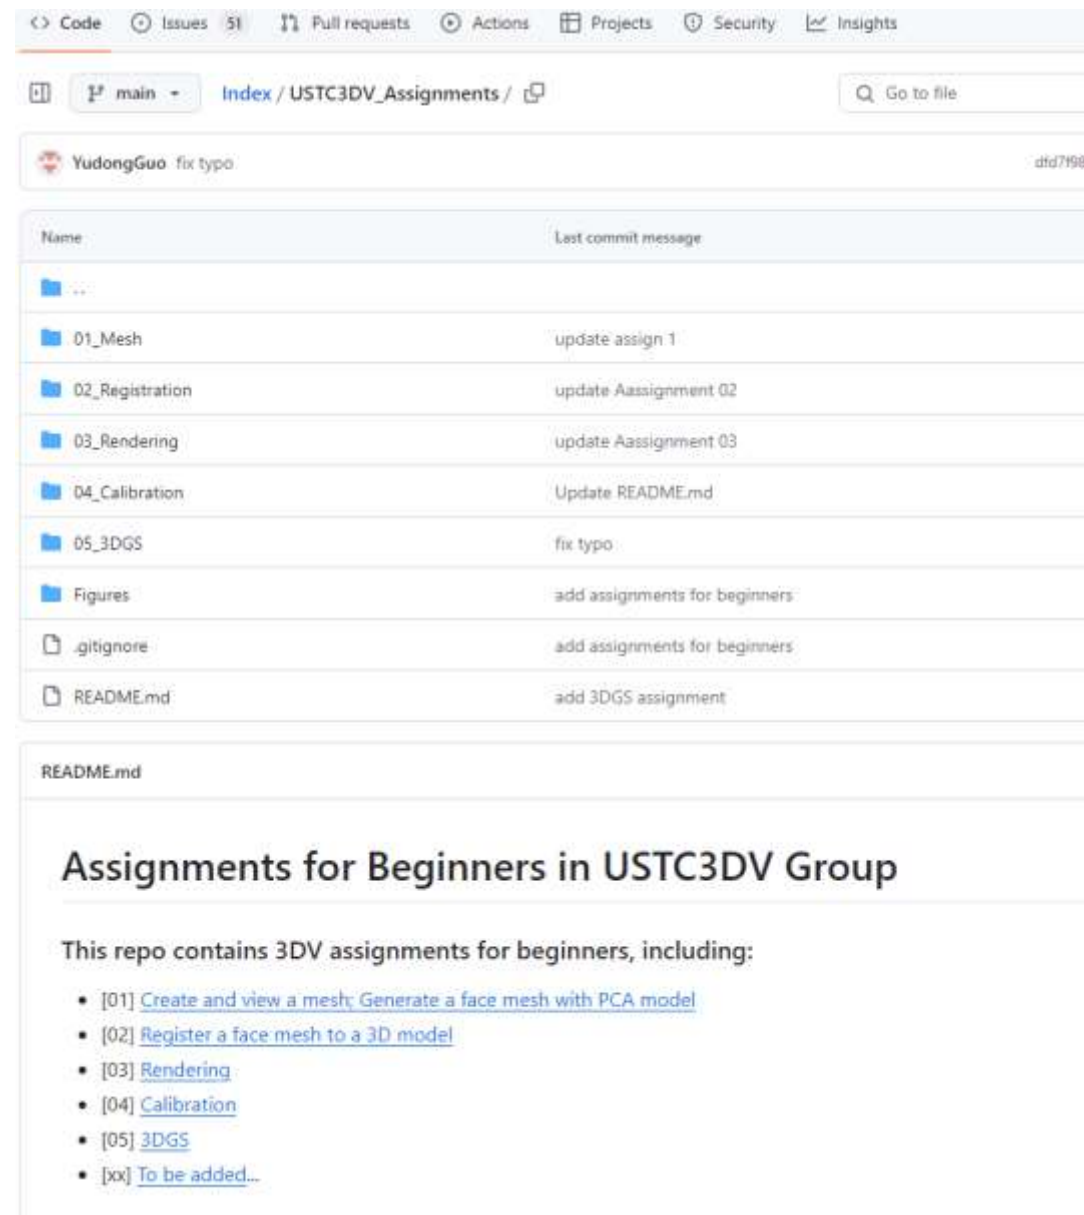 <> Code Issues 51 Pull requests Actions Projects Security Insights
main Index / USTC3DV_Assignments / Go to file
YudongGuo fix typo dfd7f98
Name Last commit message
..
01_Mesh update assign 1
02_Registration update Aassignment 02
03_Rendering update Aassignment 03
04_Calibration Update README.md
05_3DGS fix typo
Figures add assignments for beginners
.gitignore add assignments for beginners
README.md add 3DGS assignment
README.md
Assignments for Beginners in USTC3DV Group
This repo contains 3DV assignments for beginners, including:
• [01] Create and view a mesh; Generate a face mesh with PCA model
• [02] Register a face mesh to a 3D model
• [03] Rendering
• [04] Calibration
• [05] 3DGS
• [xx] To be added...